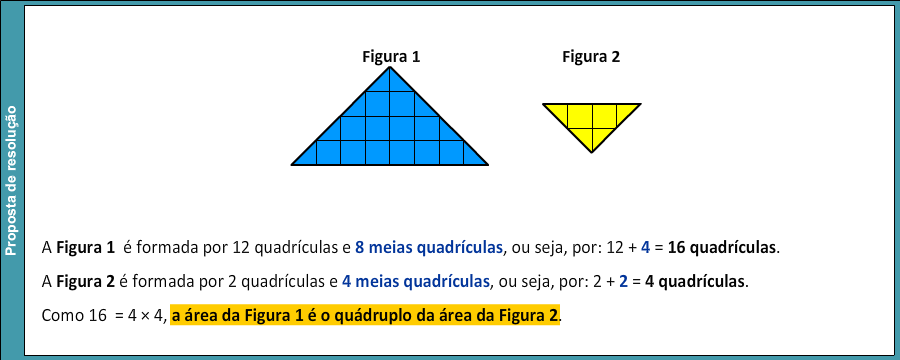 Proposta de resolução
Figura 1
Figura 2
A Figura 1 é formada por 12 quadrículas e 8 meias quadrículas, ou seja, por: 12 + 4 = 16 quadrículas.
A Figura 2 é formada por 2 quadrículas e 4 meias quadrículas, ou seja, por: 2 + 2 = 4 quadrículas.
Como 16 = 4 × 4, a área da Figura 1 é o quádruplo da área da Figura 2.